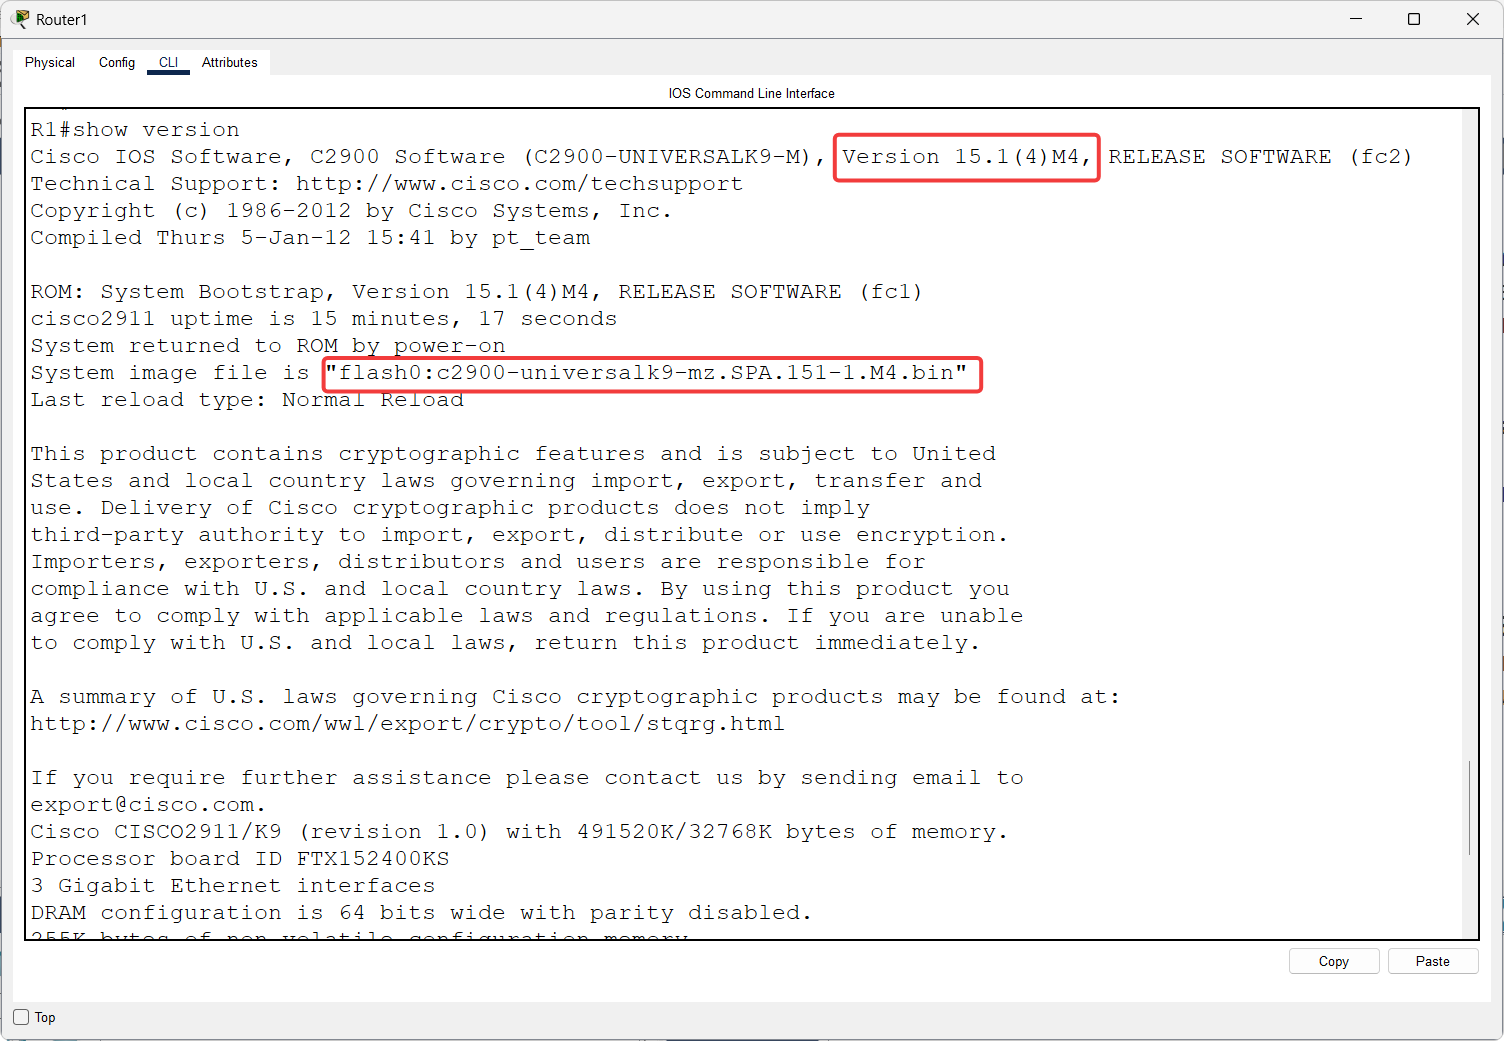 Router1
Physical Config CLI Attributes
IOS Command Line Interface
R1#show version
Cisco IOS Software, C2900 Software (C2900-UNIVERSALK9-M), Version 15.1(4)M4, RELEASE SOFTWARE (fc2)
Technical Support: http://www.cisco.com/techsupport
Copyright (c) 1986-2012 by Cisco Systems, Inc.
Compiled Thurs 5-Jan-12 15:41 by pt_team
ROM: System Bootstrap, Version 15.1(4)M4, RELEASE SOFTWARE (fc1)
cisco2911 uptime is 15 minutes, 17 seconds
System returned to ROM by power-on
System image file is "flash0:c2900-universalk9-mz.SPA.151-1.M4.bin"
Last reload type: Normal Reload
This product contains cryptographic features and is subject to United
States and local country laws governing import, export, transfer and
use. Delivery of Cisco cryptographic products does not imply
third-party authority to import, export, distribute or use encryption.
Importers, exporters, distributors and users are responsible for
compliance with U.S. and local country laws. By using this product you
agree to comply with applicable laws and regulations. If you are unable
to comply with U.S. and local laws, return this product immediately.
A summary of U.S. laws governing Cisco cryptographic products may be found at:
http://www.cisco.com/wwl/export/crypto/tool/stqrg.html
If you require further assistance please contact us by sending email to
export@cisco.com.
Cisco CISCO2911/K9 (revision 1.0) with 491520K/32768K bytes of memory.
Processor board ID FTX152400KS
3 Gigabit Ethernet interfaces
DRAM configuration is 64 bits wide with parity disabled.
255K bytes of non-volatile configuration memory.
Copy Paste
Top